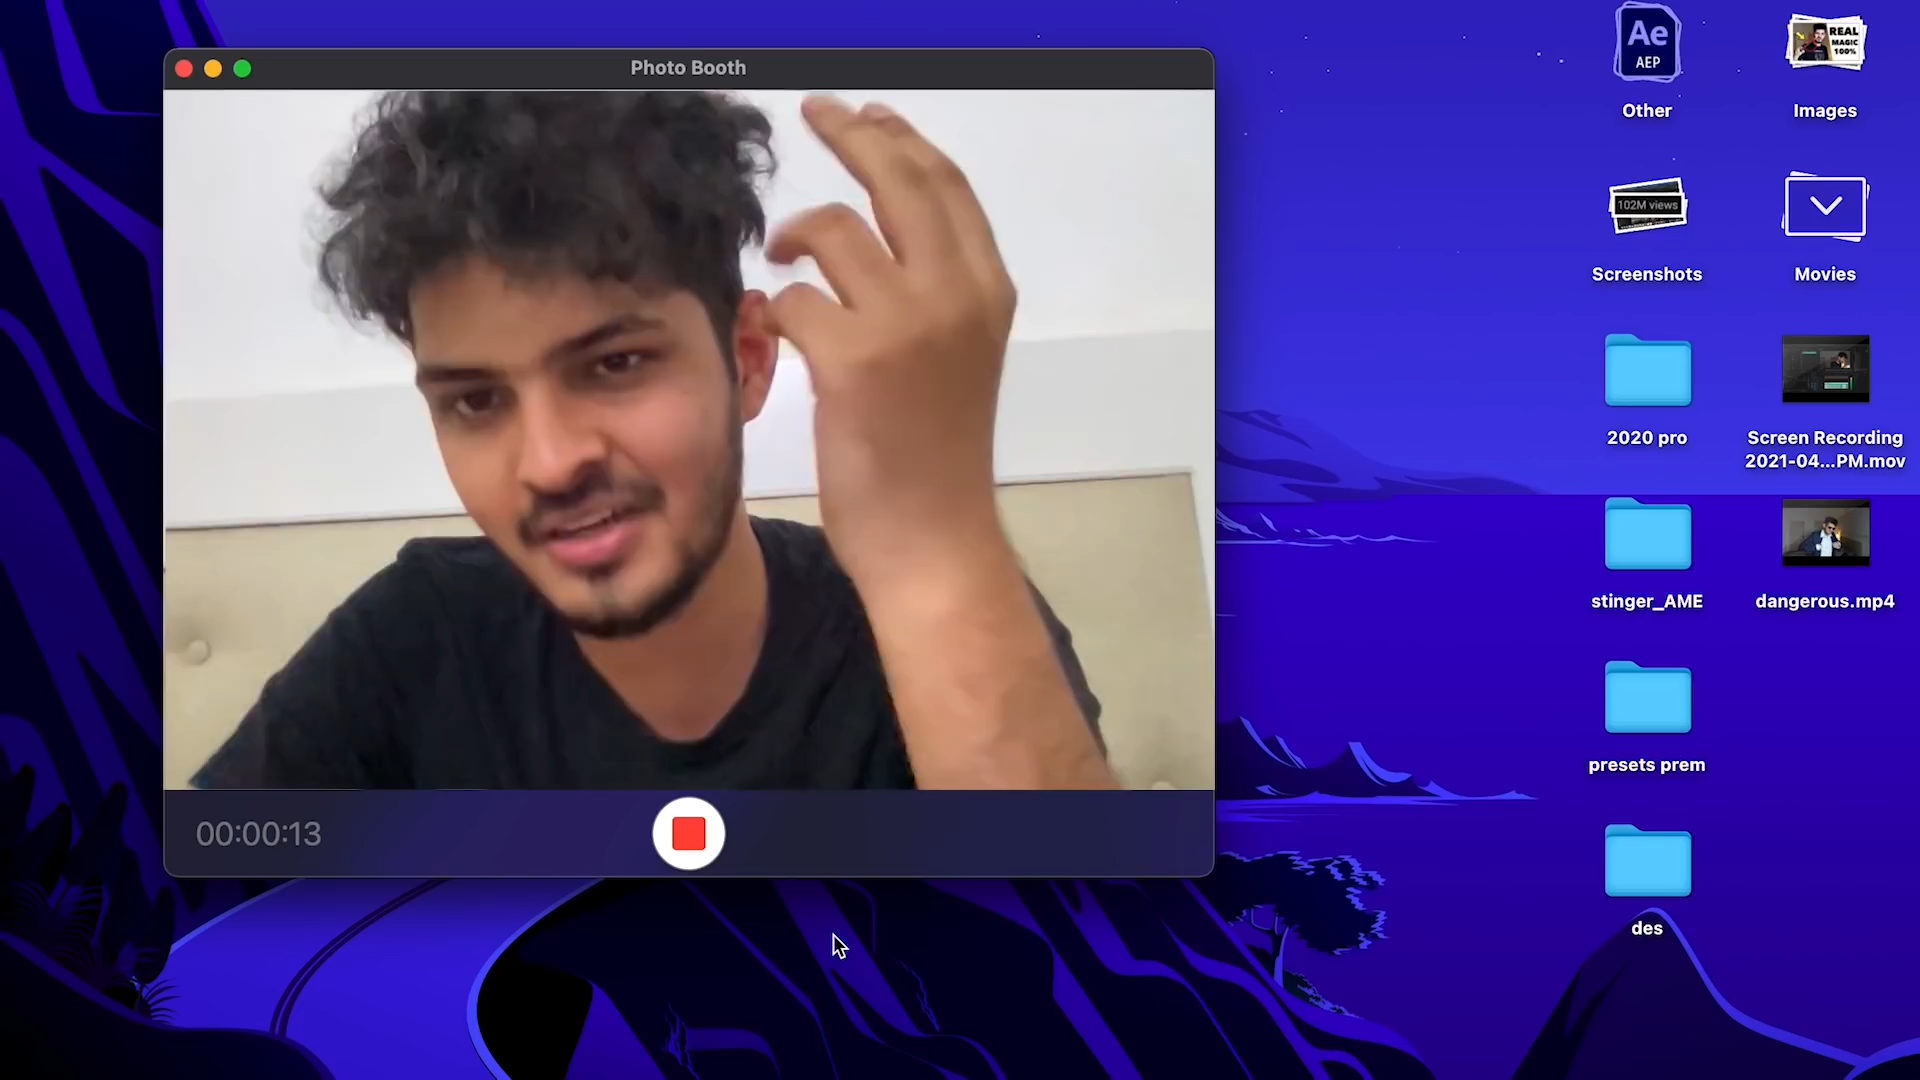 Photo Booth
00:00:13
Ae
AEP
Other
REAL
MAGIC
100%
Images
102M views
Screenshots
Movies
2020 pro
Screen Recording
2021-04...PM.mov
stinger_AME
dangerous.mp4
presets prem
des